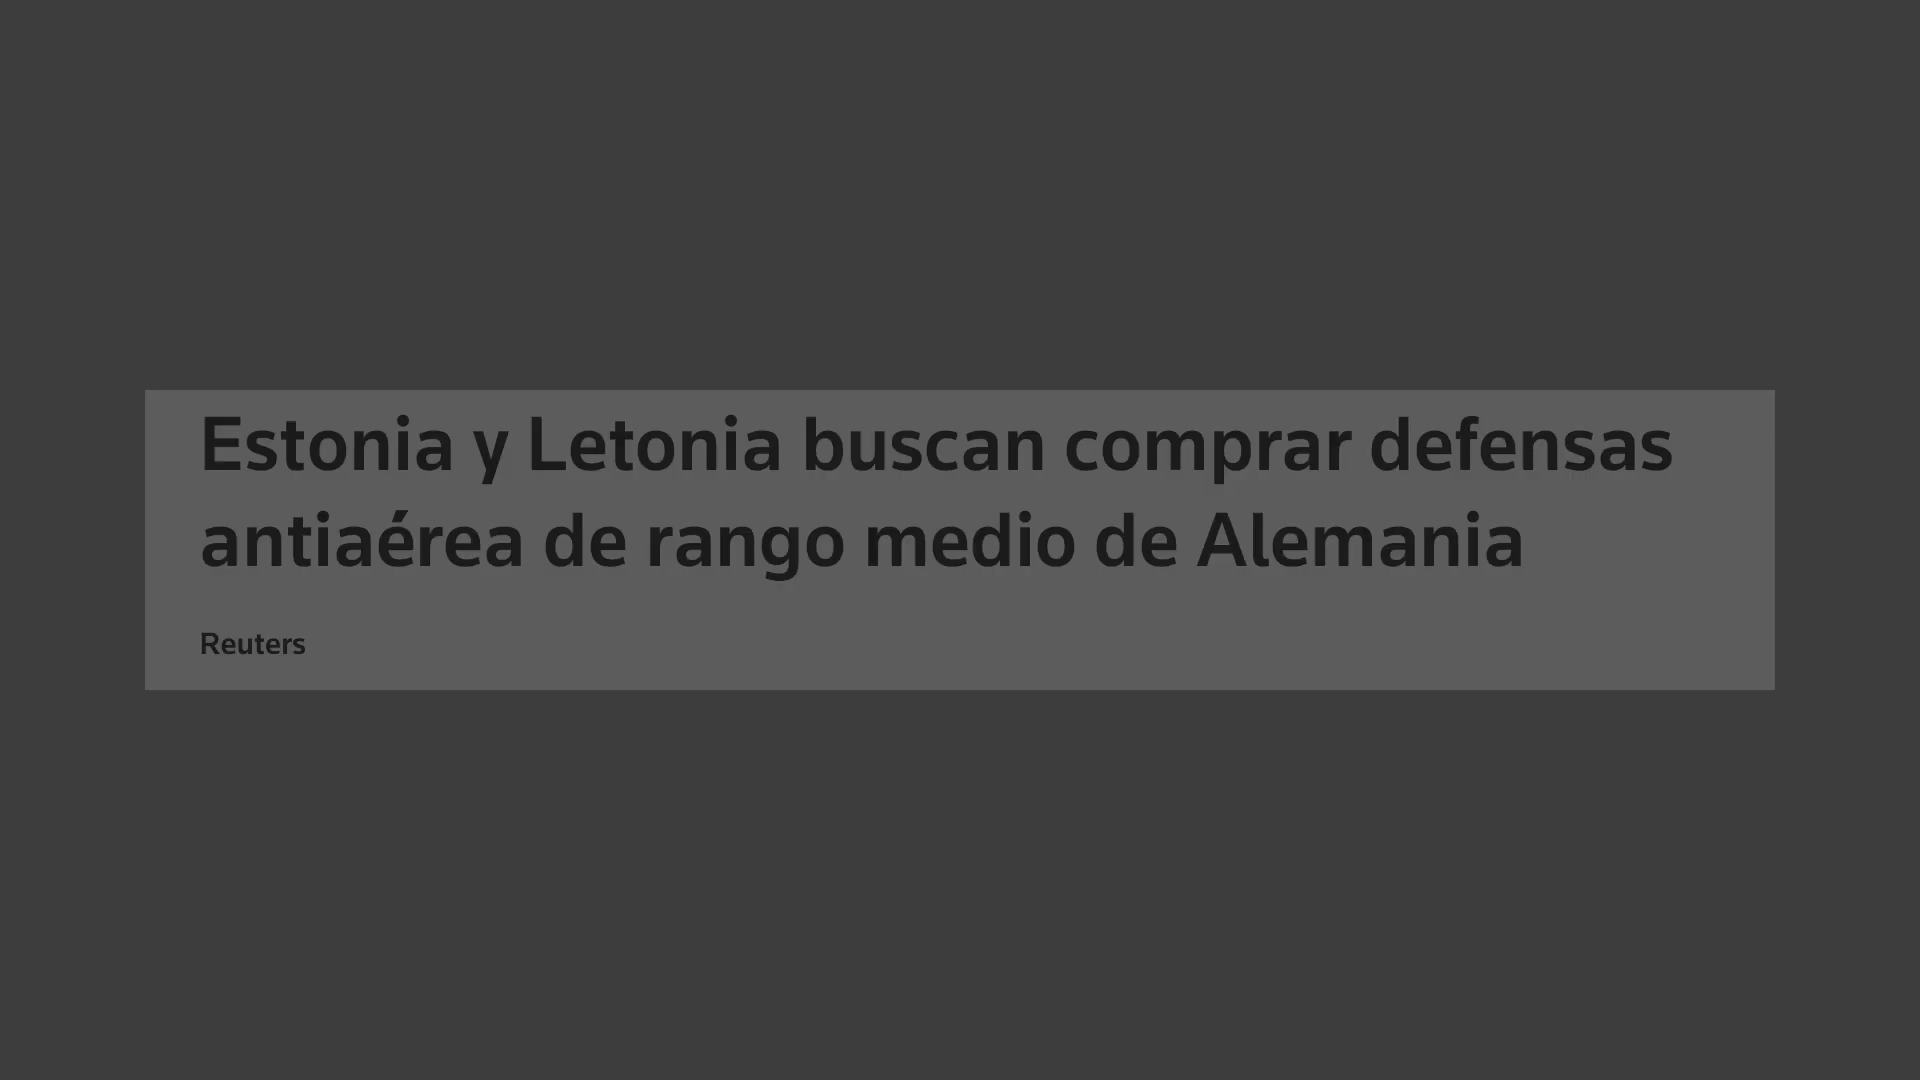 Estonia y Letonia buscan comprar defensas
antiaérea de rango medio de Alemania
Reuters